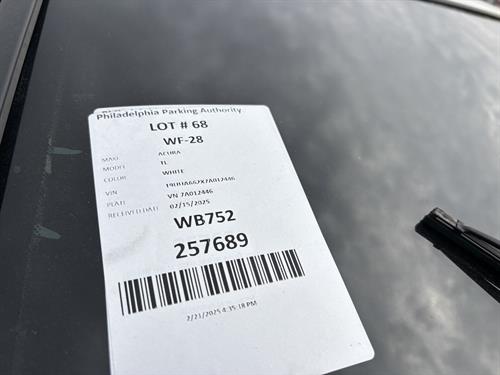 Philadelphia Parking Authority
LOT # 68
WF-28
MAKE ACURA
MODEL TL
COLOR WHITE
VIN 19UUA662X7A012446
PLATE VN 7A012446
RECEIVED DATE 02/15/2025
WB752
257689
2/21/2025 4:35:18 PM